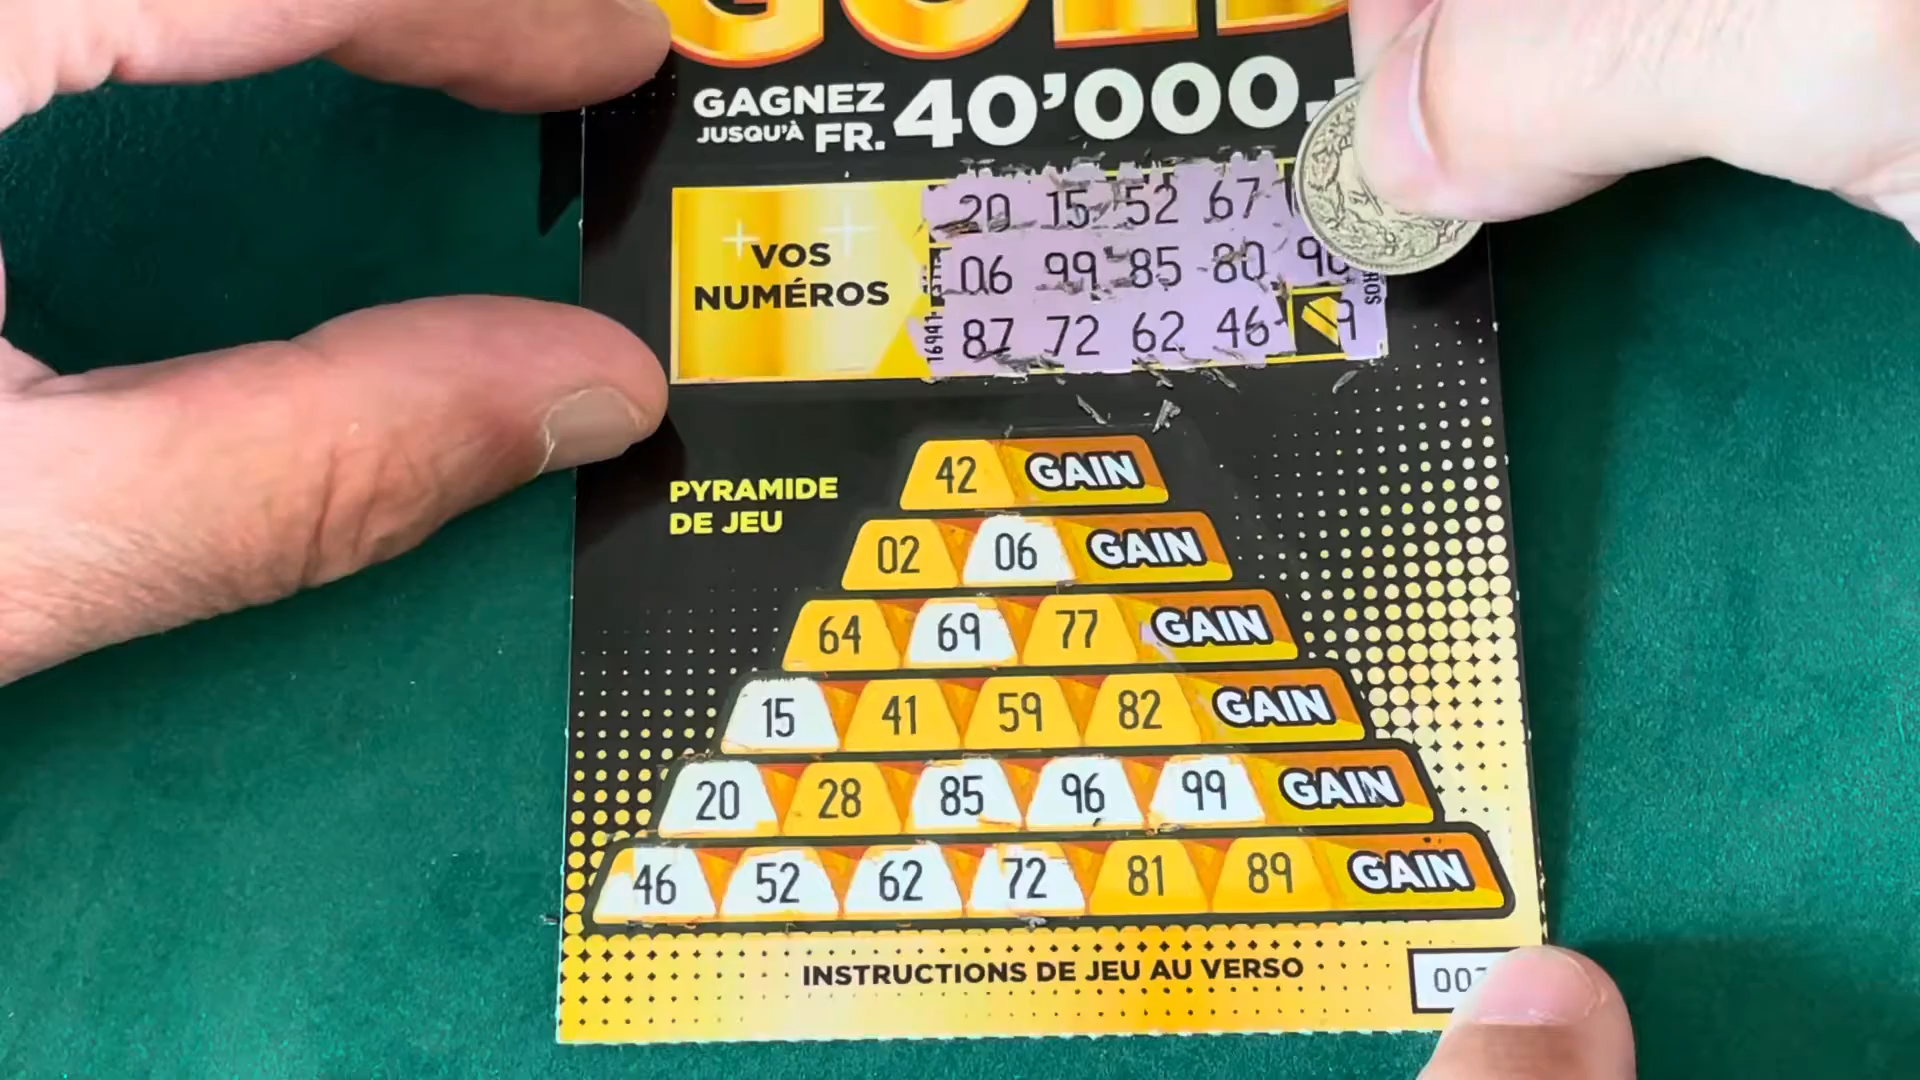 GOLD
GAGNEZ
JUSQU'À FR. 40'000.-
VOS
NUMÉROS
20 15 52 67
06 99 85 80
87 72 62 46
16941
PYRAMIDE
DE JEU
42 GAIN
02 06 GAIN
64 69 77 GAIN
15 41 59 82 GAIN
20 28 85 96 99 GAIN
46 52 62 72 81 89 GAIN
INSTRUCTIONS DE JEU AU VERSO